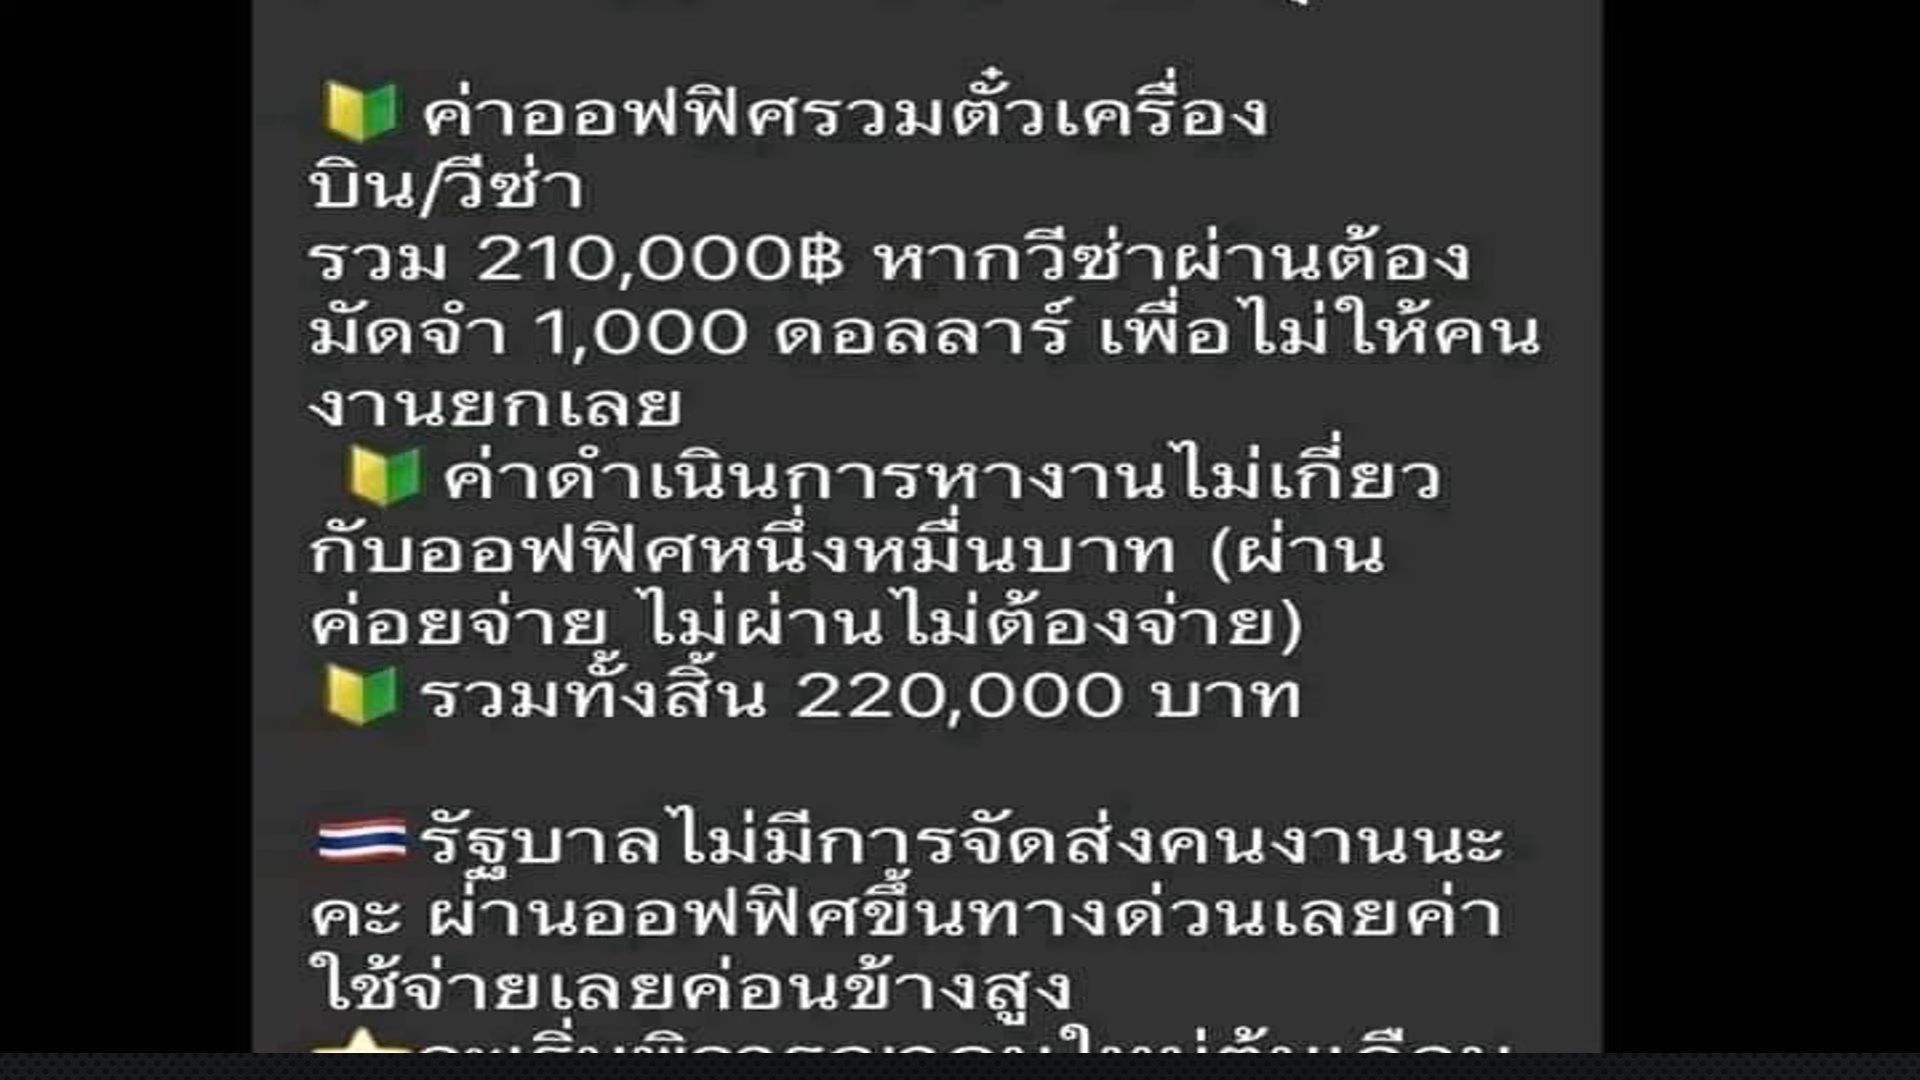 🔰 ค่าออฟฟิศรวมตั๋วเครื่อง
บิน/วีซ่า
รวม 210,000฿ หากวีซ่าผ่านต้อง
มัดจำ 1,000 ดอลลาร์ เพื่อไม่ให้คน
งานยกเลย
🔰 ค่าดำเนินการหางานไม่เกี่ยว
กับออฟฟิศหนึ่งหมื่นบาท (ผ่าน
ค่อยจ่าย ไม่ผ่านไม่ต้องจ่าย)
🔰 รวมทั้งสิ้น 220,000 บาท
🇹🇭รัฐบาลไม่มีการจัดส่งคนงานนะ
คะ ผ่านออฟฟิศขึ้นทางด่วนเลยค่า
ใช้จ่ายเลยค่อนข้างสูง